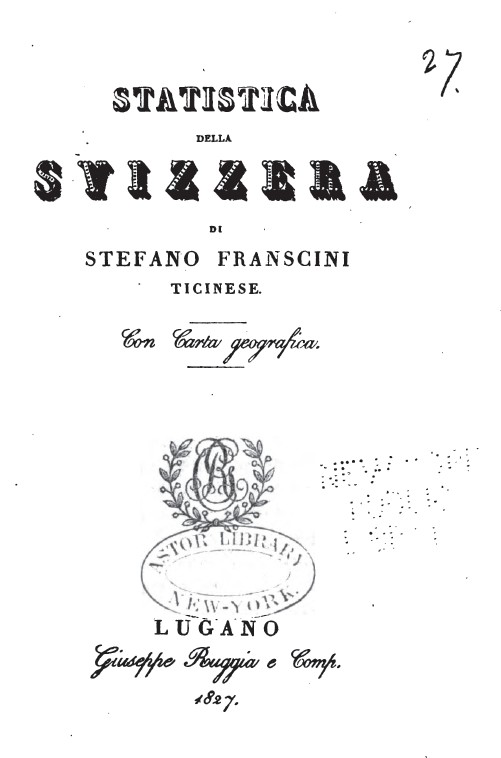 27.
STATISTICA
DELLA
SVIZZERA
DI
STEFANO FRANSCINI
TICINESE.
Con Carta geografica.
ASTOR LIBRARY
NEW-YORK.
LUGANO
Giuseppe Ruggia e Comp.
1827.